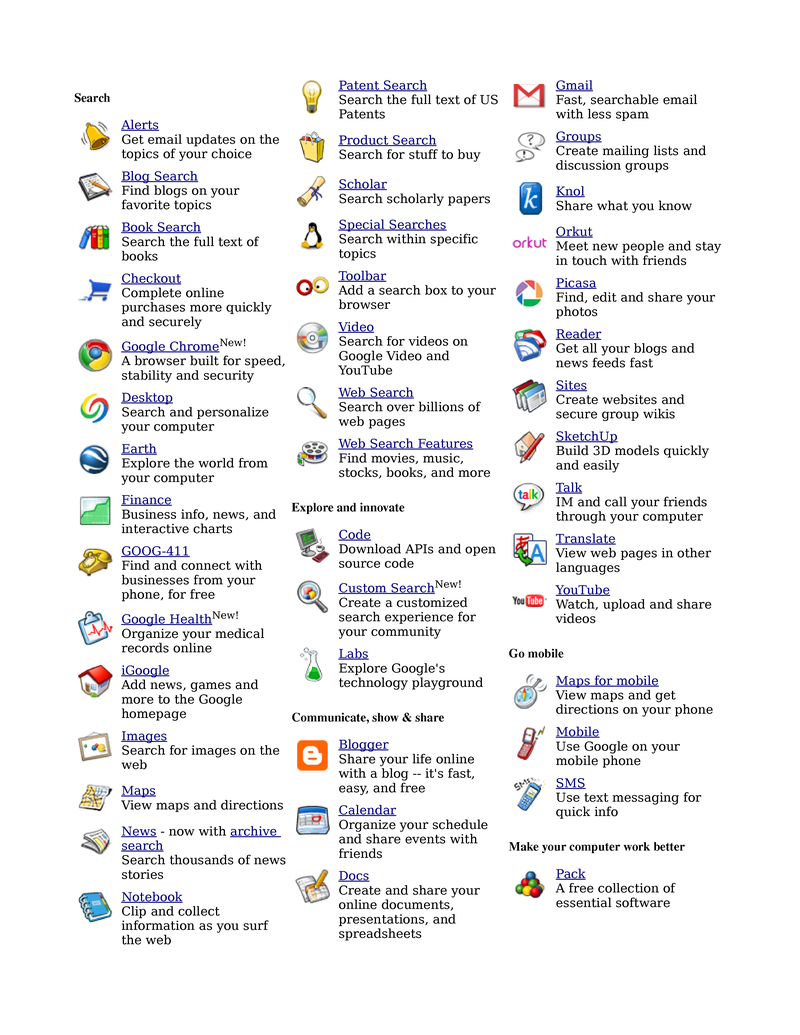 Search
Alerts
Get email updates on the
topics of your choice
Blog Search
Find blogs on your
favorite topics
Book Search
Search the full text of
books
Checkout
Complete online
purchases more quickly
and securely
Google ChromeNew!
A browser built for speed,
stability and security
Desktop
Search and personalize
your computer
Earth
Explore the world from
your computer
Finance
Business info, news, and
interactive charts
GOOG-411
Find and connect with
businesses from your
phone, for free
Google HealthNew!
Organize your medical
records online
iGoogle
Add news, games and
more to the Google
homepage
Images
Search for images on the
web
Maps
View maps and directions
News - now with archive
search
Search thousands of news
stories
Notebook
Clip and collect
information as you surf
the web
Patent Search
Search the full text of US
Patents
Product Search
Search for stuff to buy
Scholar
Search scholarly papers
Special Searches
Search within specific
topics
Toolbar
Add a search box to your
browser
Video
Search for videos on
Google Video and
YouTube
Web Search
Search over billions of
web pages
Web Search Features
Find movies, music,
stocks, books, and more
Explore and innovate
Code
Download APIs and open
source code
Custom SearchNew!
Create a customized
search experience for
your community
Labs
Explore Google's
technology playground
Communicate, show & share
Blogger
Share your life online
with a blog -- it's fast,
easy, and free
Calendar
Organize your schedule
and share events with
friends
Docs
Create and share your
online documents,
presentations, and
spreadsheets
Gmail
Fast, searchable email
with less spam
Groups
Create mailing lists and
discussion groups
k
Knol
Share what you know
orkut
Orkut
Meet new people and stay
in touch with friends
Picasa
Find, edit and share your
photos
Reader
Get all your blogs and
news feeds fast
Sites
Create websites and
secure group wikis
SketchUp
Build 3D models quickly
and easily
talk
Talk
IM and call your friends
through your computer
Translate
View web pages in other
languages
You Tube
YouTube
Watch, upload and share
videos
Go mobile
Maps for mobile
View maps and get
directions on your phone
Mobile
Use Google on your
mobile phone
SMS
SMS
Use text messaging for
quick info
Make your computer work better
Pack
A free collection of
essential software